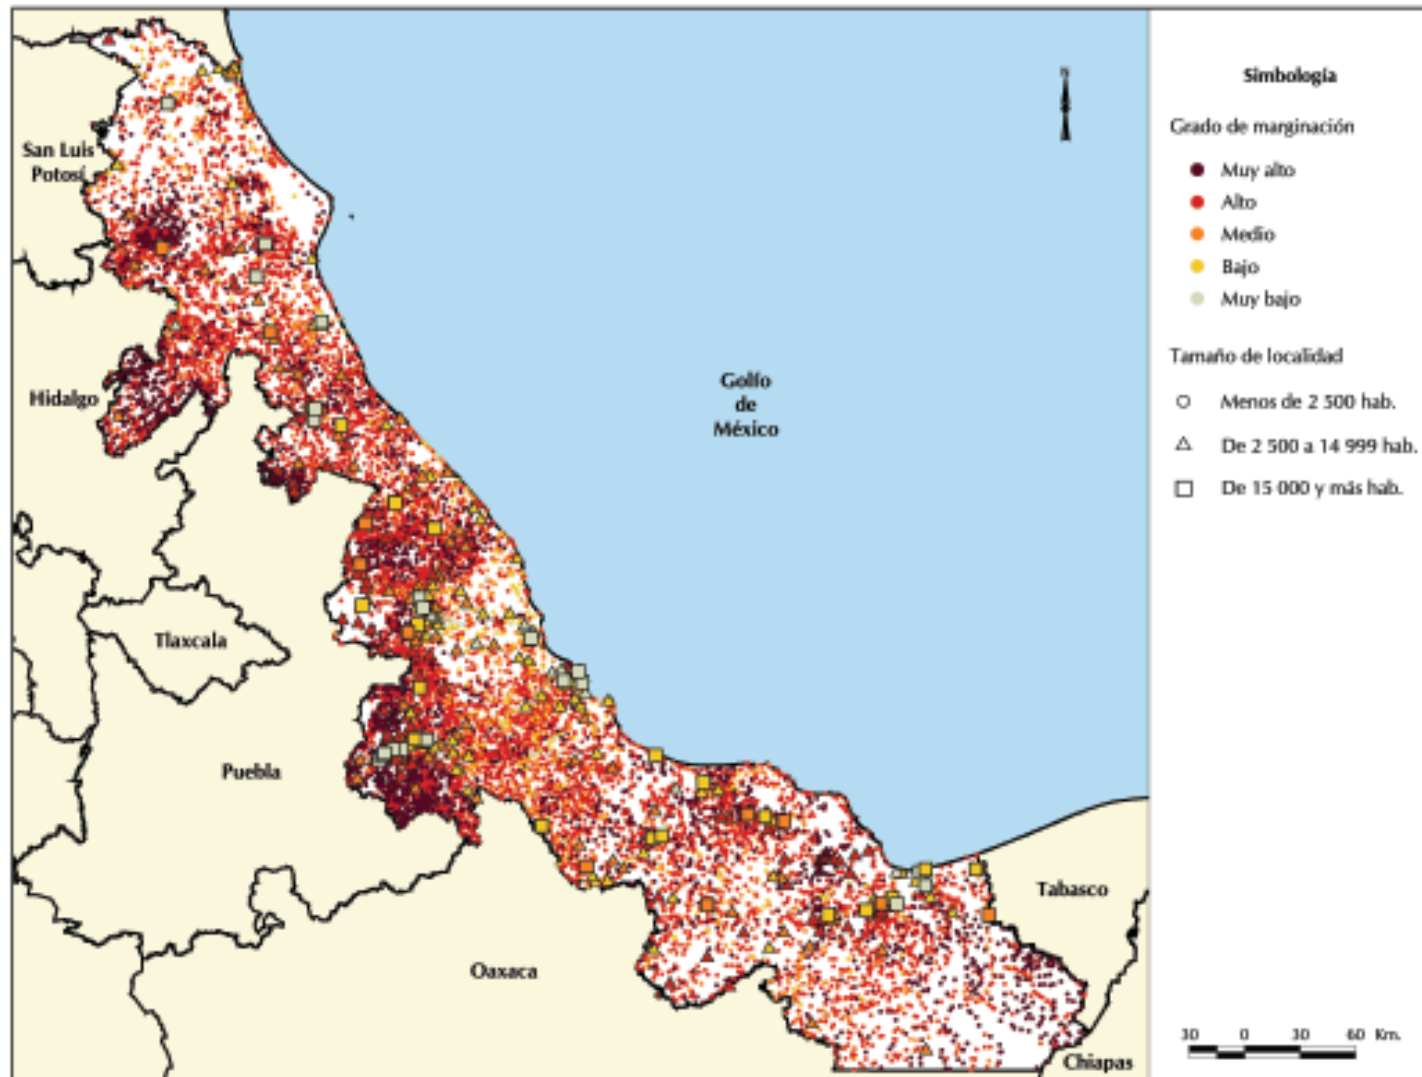 San Luis
Potosí
Hidalgo
Tlaxcala
Puebla
Oaxaca
Golfo
de
México
Tabasco
Chiapas
N
Simbología
Grado de marginación
Muy alto
Alto
Medio
Bajo
Muy bajo
Tamaño de localidad
Menos de 2 500 hab.
De 2 500 a 14 999 hab.
De 15 000 y más hab.
30 0 30 60 Km.